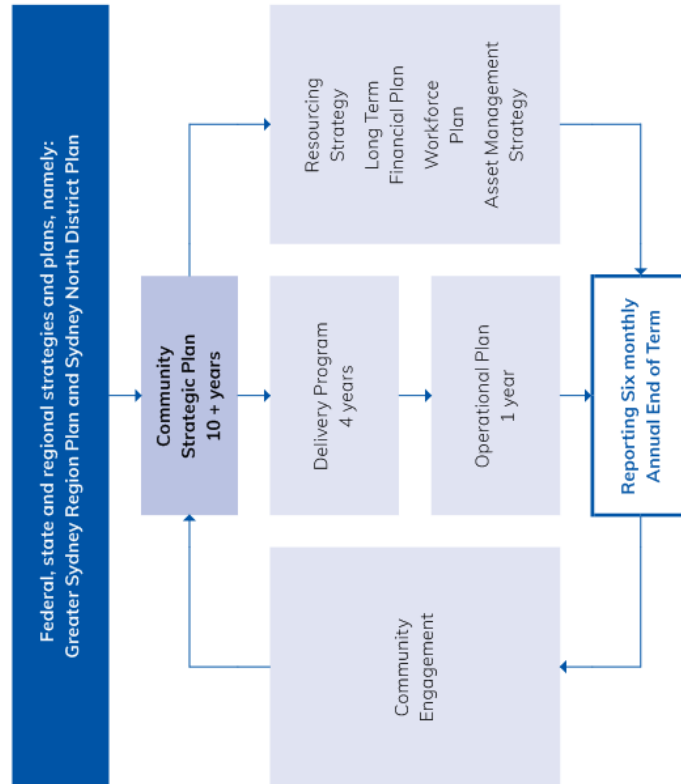 Federal, state and regional strategies and plans, namely:
Greater Sydney Region Plan and Sydney North District Plan
Community
Strategic Plan
10 + years
Community
Engagement
Delivery Program
4 years
Operational Plan
1 year
Resourcing
Strategy
Long Term
Financial Plan
Workforce
Plan
Asset Management
Strategy
Reporting Six monthly
Annual End of Term